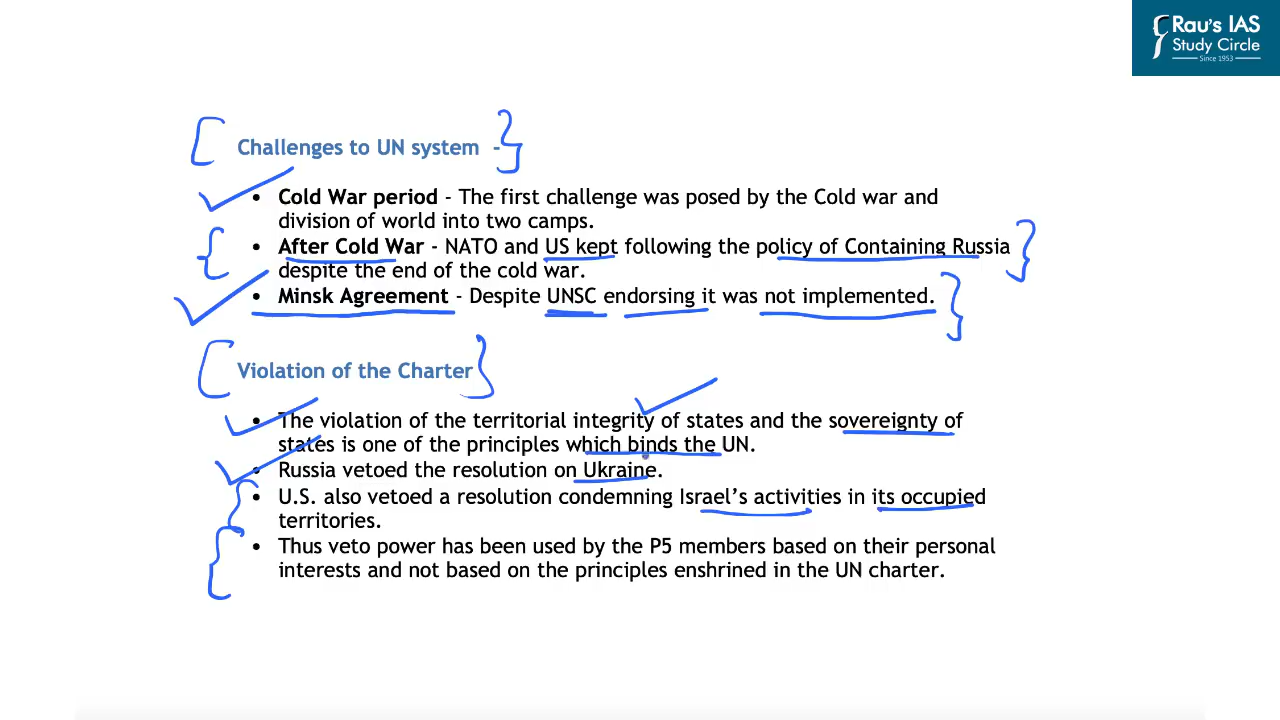 Rau's IAS
Study Circle
Since 1953
Challenges to UN system -
• Cold War period - The first challenge was posed by the Cold war and
division of world into two camps.
• After Cold War - NATO and US kept following the policy of Containing Russia
despite the end of the cold war.
• Minsk Agreement - Despite UNSC endorsing it was not implemented.
Violation of the Charter
• The violation of the territorial integrity of states and the sovereignty of
states is one of the principles which binds the UN.
• Russia vetoed the resolution on Ukraine.
• U.S. also vetoed a resolution condemning Israel's activities in its occupied
territories.
• Thus veto power has been used by the P5 members based on their personal
interests and not based on the principles enshrined in the UN charter.